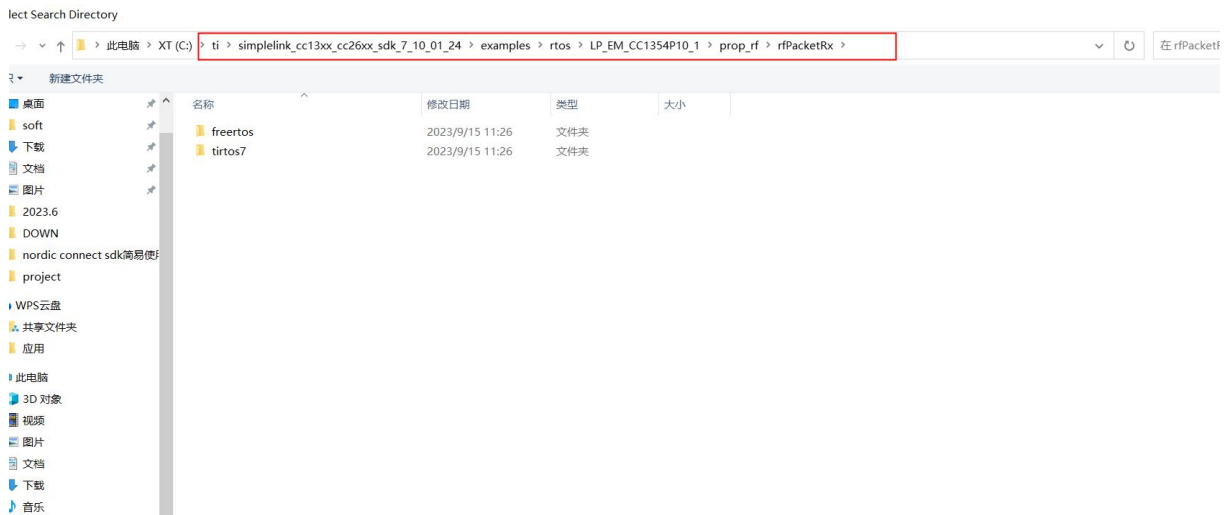 lect Search Directory
此电脑 > XT (C:) > ti > simplelink_cc13xx_cc26xx_sdk_7_10_01_24 > examples > rtos > LP_EM_CC1354P10_1 > prop_rf > rfPacketRx >
在 rfPacketR
新建文件夹
名称 修改日期 类型 大小
freertos 2023/9/15 11:26 文件夹
tirtos7 2023/9/15 11:26 文件夹
桌面
soft
下载
文档
图片
2023.6
DOWN
nordic connect sdk简易使用
project
WPS云盘
共享文件夹
应用
此电脑
3D 对象
视频
图片
文档
下载
音乐